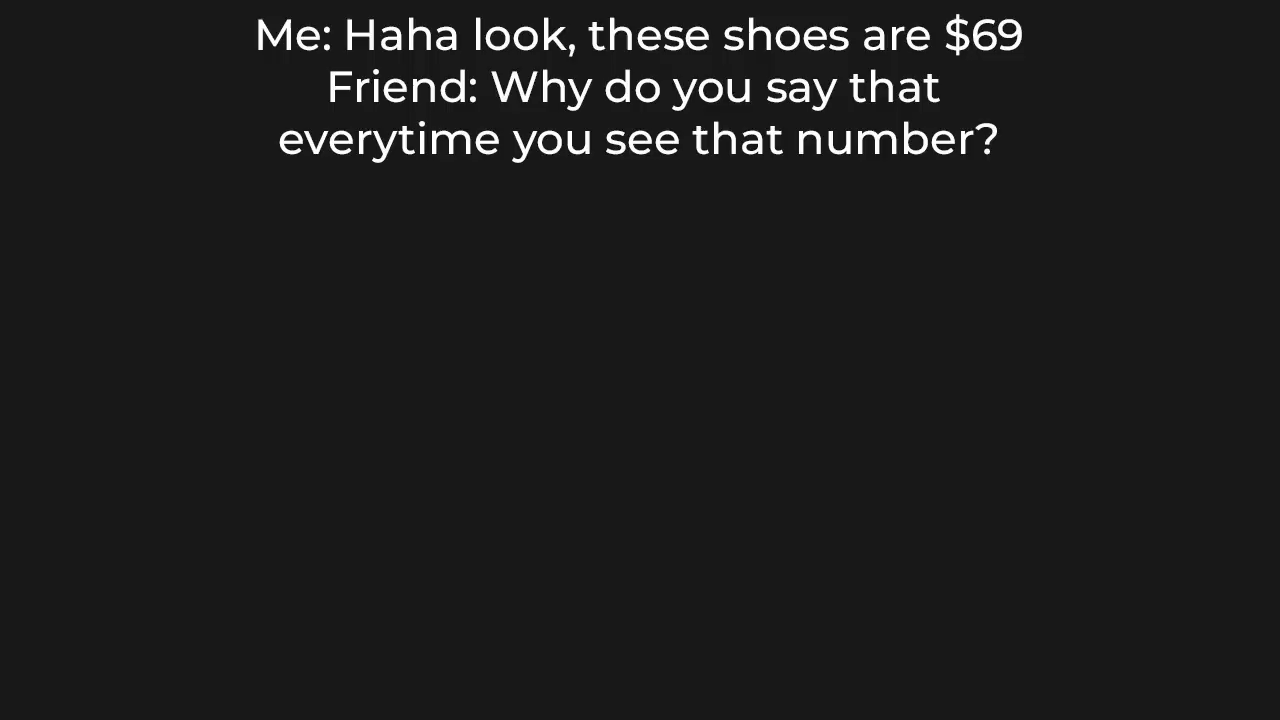 Me: Haha look, these shoes are $69
Friend: Why do you say that
everytime you see that number?